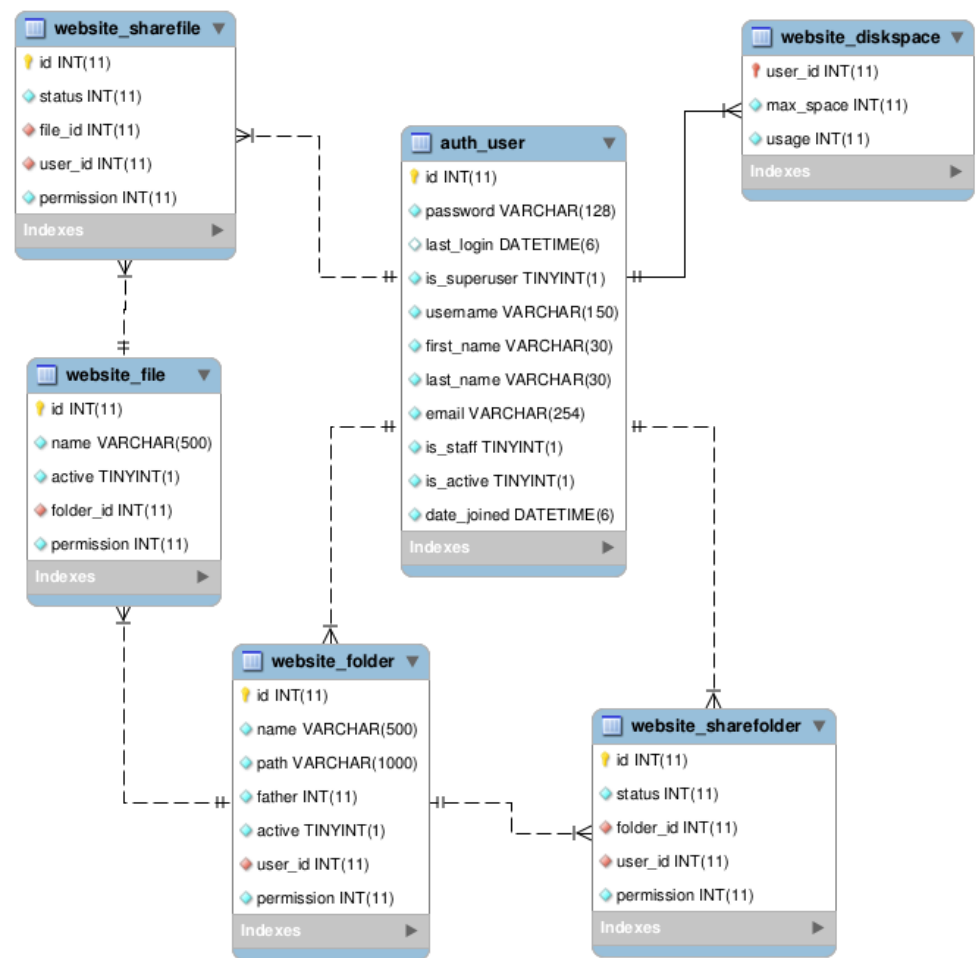 website_sharefile
id INT(11)
status INT(11)
file_id INT(11)
user_id INT(11)
permission INT(11)
Indexes
website_diskspace
user_id INT(11)
max_space INT(11)
usage INT(11)
Indexes
auth_user
id INT(11)
password VARCHAR(128)
last_login DATETIME(6)
is_superuser TINYINT(1)
username VARCHAR(150)
first_name VARCHAR(30)
last_name VARCHAR(30)
email VARCHAR(254)
is_staff TINYINT(1)
is_active TINYINT(1)
date_joined DATETIME(6)
Indexes
website_file
id INT(11)
name VARCHAR(500)
active TINYINT(1)
folder_id INT(11)
permission INT(11)
Indexes
website_folder
id INT(11)
name VARCHAR(500)
path VARCHAR(1000)
father INT(11)
active TINYINT(1)
user_id INT(11)
permission INT(11)
Indexes
website_sharefolder
id INT(11)
status INT(11)
folder_id INT(11)
user_id INT(11)
permission INT(11)
Indexes